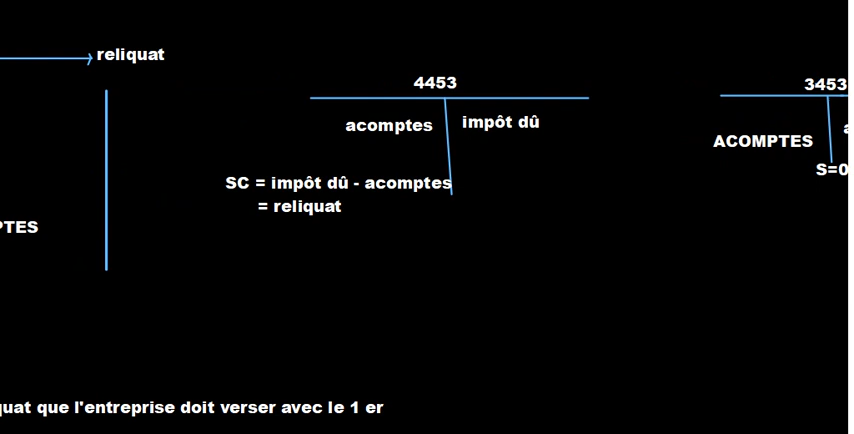 reliquat
4453
3453
acomptes
impôt dû
ACOMPTES
SC = impôt dû - acomptes
= reliquat
S=0
PTES
quat que l'entreprise doit verser avec le 1 er